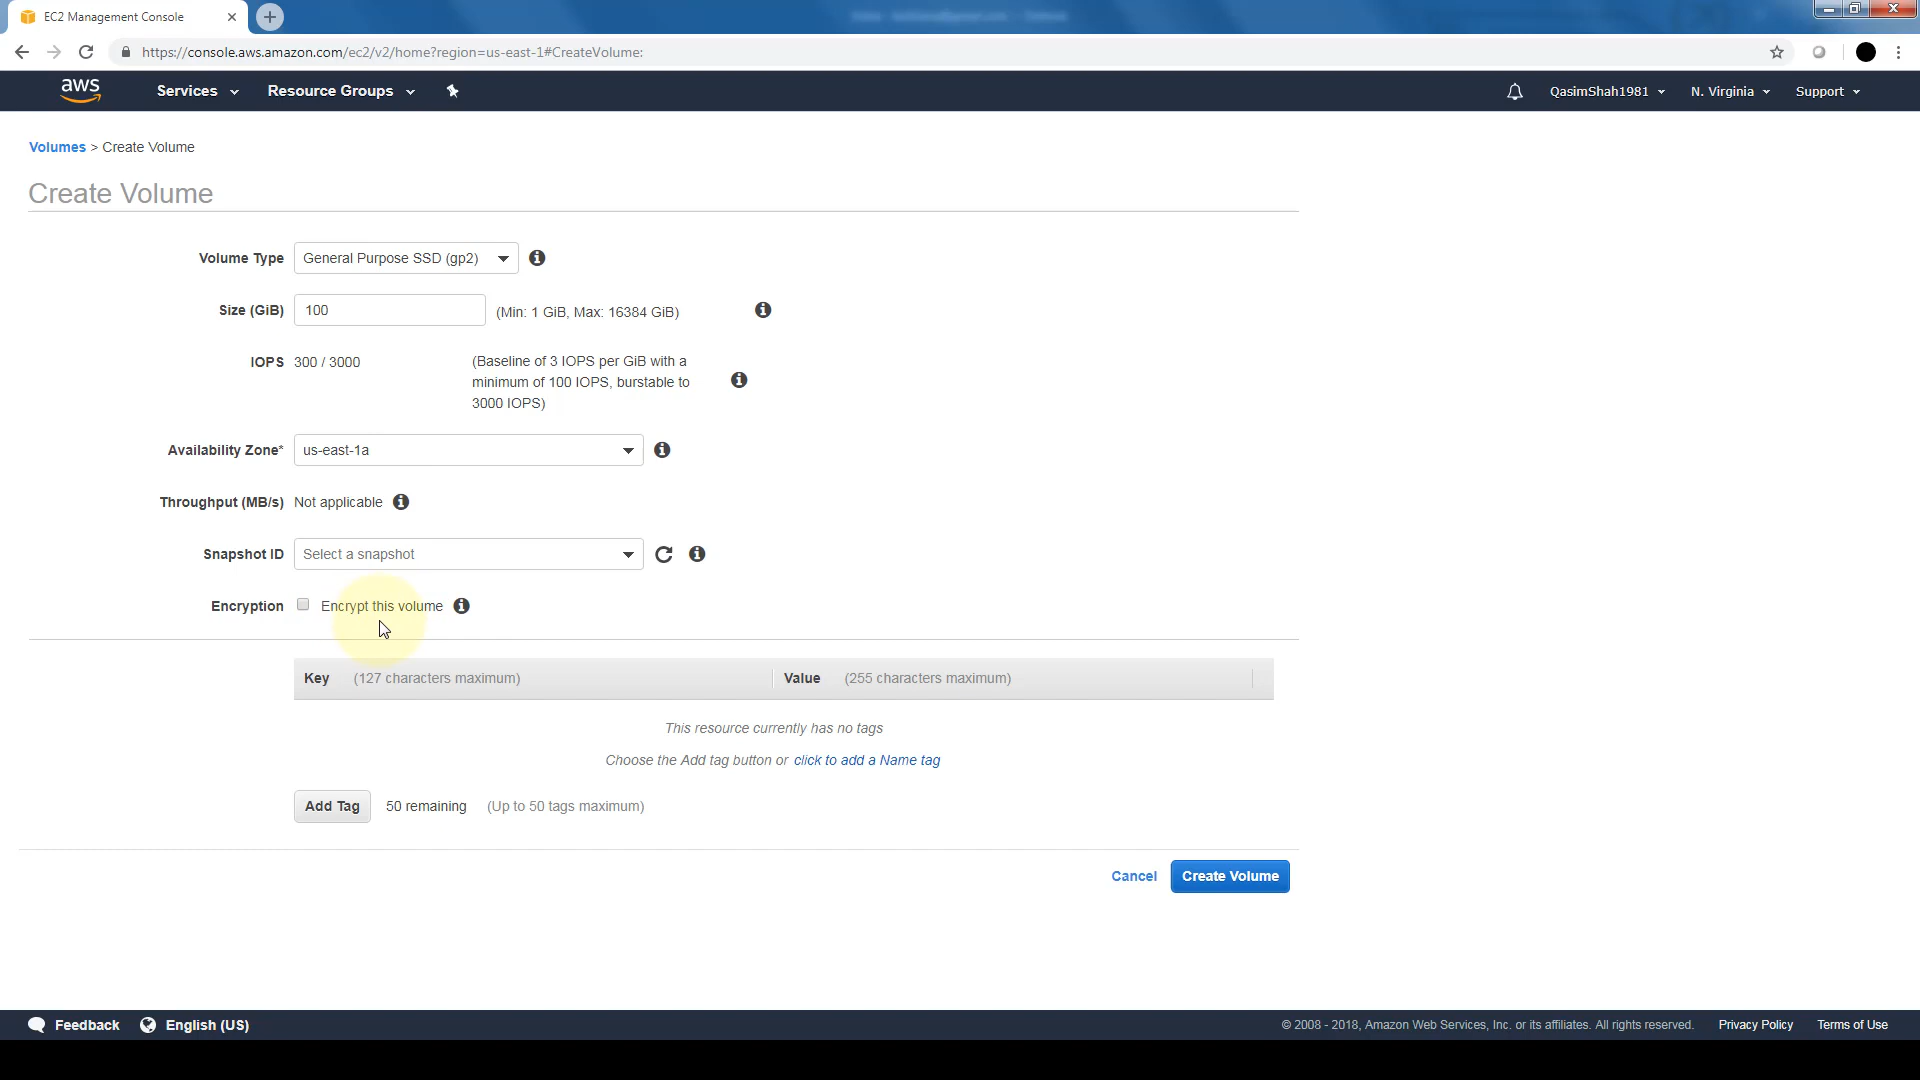 EC2 Management Console
https://console.aws.amazon.com/ec2/v2/home?region=us-east-1#CreateVolume:
aws Services Resource Groups QasimShah1981 N. Virginia Support
Volumes > Create Volume
Create Volume
Volume Type General Purpose SSD (gp2)
Size (GiB) 100 (Min: 1 GiB, Max: 16384 GiB)
IOPS 300 / 3000 (Baseline of 3 IOPS per GiB with a
minimum of 100 IOPS, burstable to
3000 IOPS)
Availability Zone* us-east-1a
Throughput (MB/s) Not applicable
Snapshot ID Select a snapshot
Encryption Encrypt this volume
Key (127 characters maximum) Value (255 characters maximum)
This resource currently has no tags
Choose the Add tag button or click to add a Name tag
Add Tag 50 remaining (Up to 50 tags maximum)
Cancel Create Volume
Feedback English (US) © 2008 - 2018, Amazon Web Services, Inc. or its affiliates. All rights reserved. Privacy Policy Terms of Use